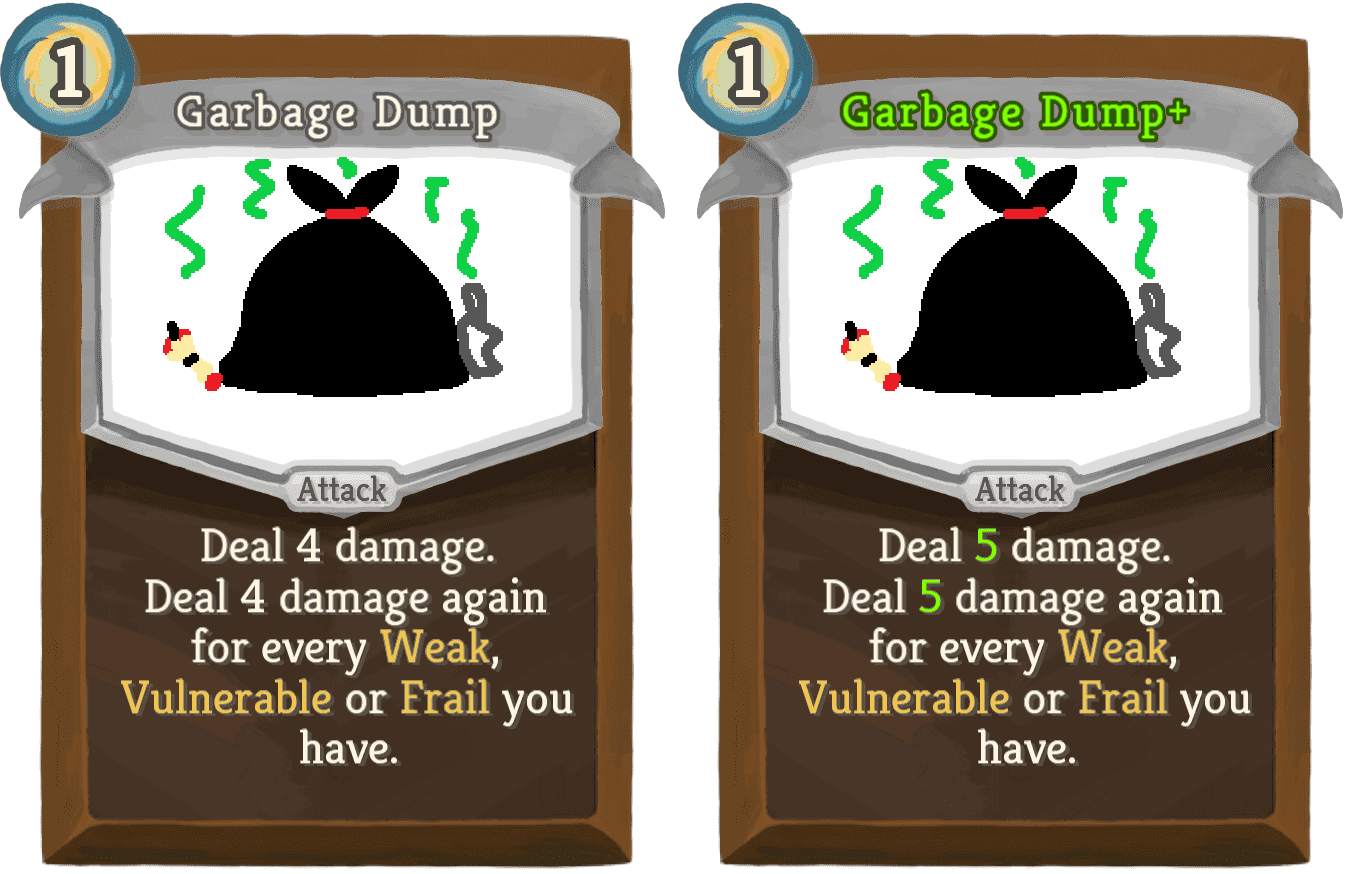 1
Garbage Dump
Attack
Deal 4 damage.
Deal 4 damage again
for every Weak,
Vulnerable or Frail you
have.
1
Garbage Dump+
Attack
Deal 5 damage.
Deal 5 damage again
for every Weak,
Vulnerable or Frail you
have.